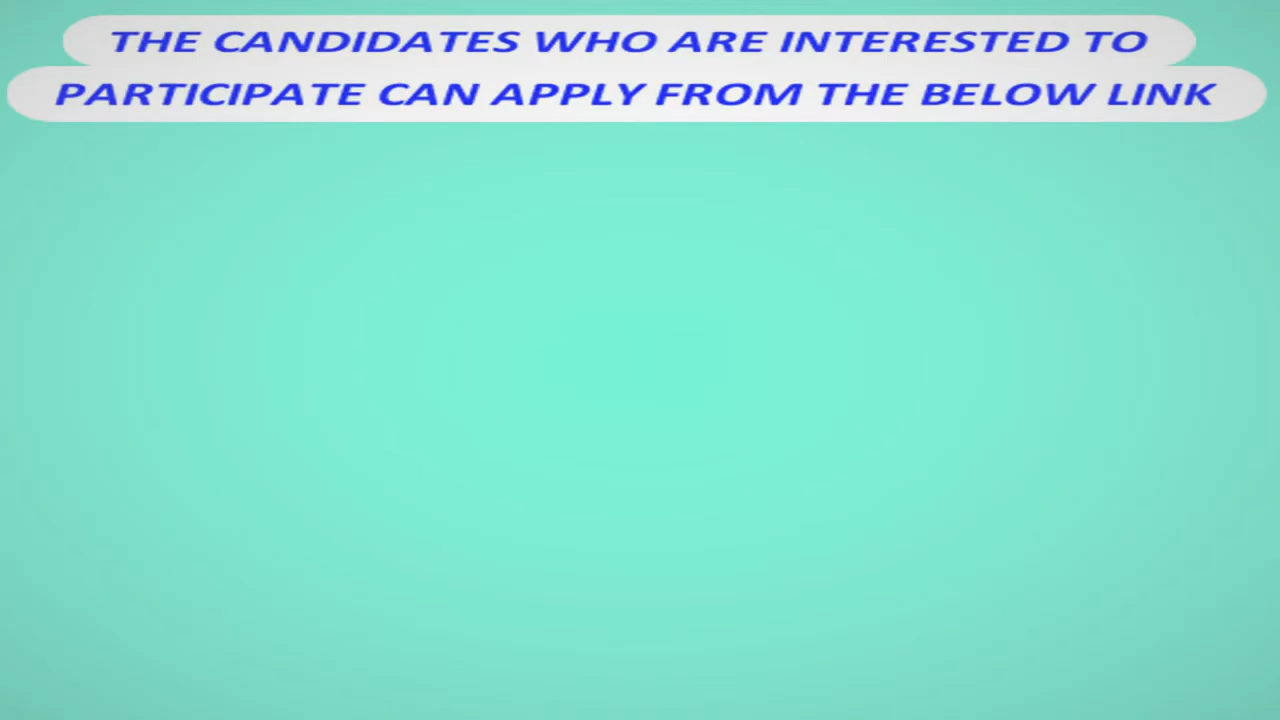 THE CANDIDATES WHO ARE INTERESTED TO
PARTICIPATE CAN APPLY FROM THE BELOW LINK